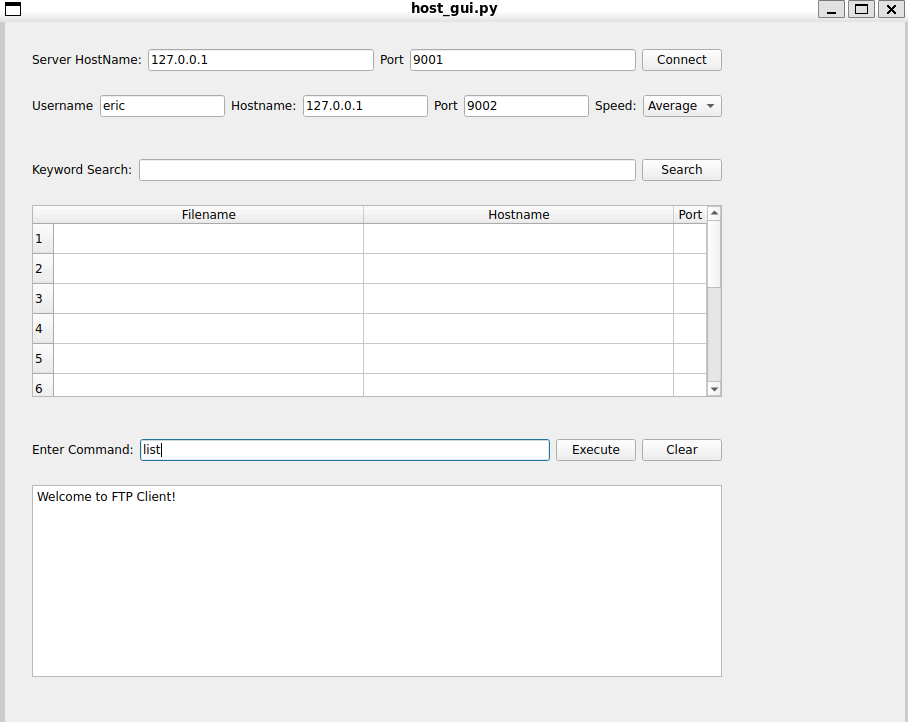 host_gui.py
Server HostName: 127.0.0.1 Port 9001 Connect
Username eric Hostname: 127.0.0.1 Port 9002 Speed: Average
Keyword Search: Search
Filename Hostname Port
1
2
3
4
5
6
Enter Command: list Execute Clear
Welcome to FTP Client!